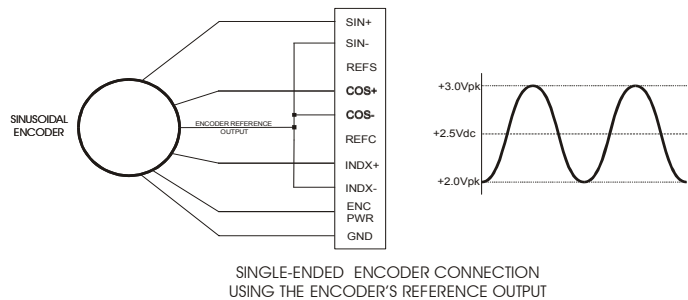 SINUSOIDAL
ENCODER
ENCODER REFERENCE
OUTPUT
SIN+
SIN-
REFS
COS+
COS-
REFC
INDX+
INDX-
ENC
PWR
GND
+3.0Vpk
+2.5Vdc
+2.0Vpk
SINGLE-ENDED ENCODER CONNECTION
USING THE ENCODER'S REFERENCE OUTPUT